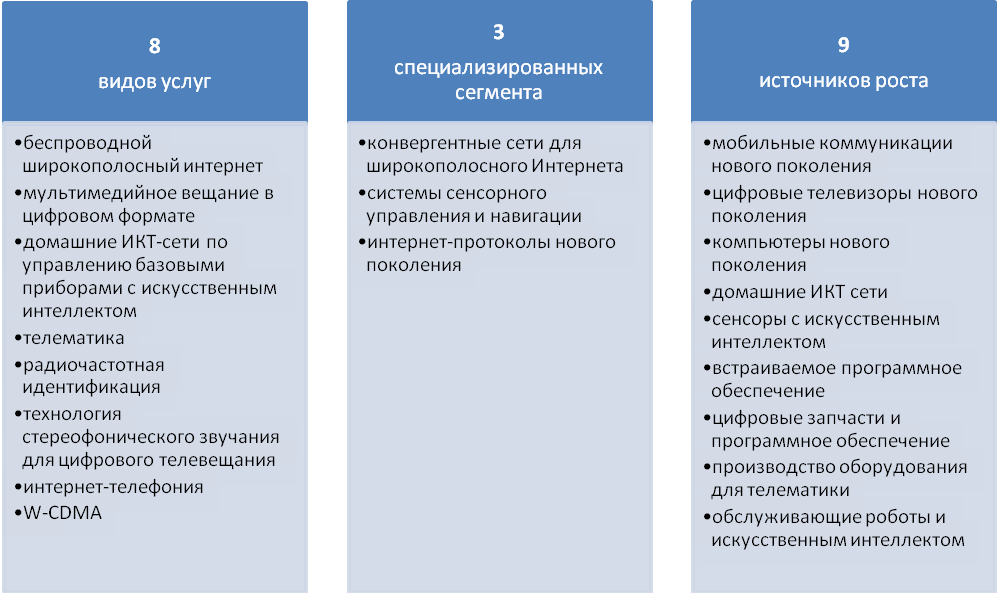 8
видов услуг
•беспроводной
широкополосный интернет
•мультимедийное вещание в
цифровом формате
•домашние ИКТ-сети по
управлению базовыми
приборами с искусственным
интеллектом
•телематика
•радиочастотная
идентификация
•технология
стереофонического звучания
для цифрового телевещания
•интернет-телефония
•W-CDMA
3
специализированных
сегмента
•конвергентные сети для
широкополосного Интернета
•системы сенсорного
управления и навигации
•интернет-протоколы нового
поколения
9
источников роста
•мобильные коммуникации
нового поколения
•цифровые телевизоры нового
поколения
•компьютеры нового
поколения
•домашние ИКТ сети
•сенсоры с искусственным
интеллектом
•встраиваемое программное
обеспечение
•цифровые запчасти и
программное обеспечение
•производство оборудования
для телематики
•обслуживающие роботы и
искусственным интеллектом